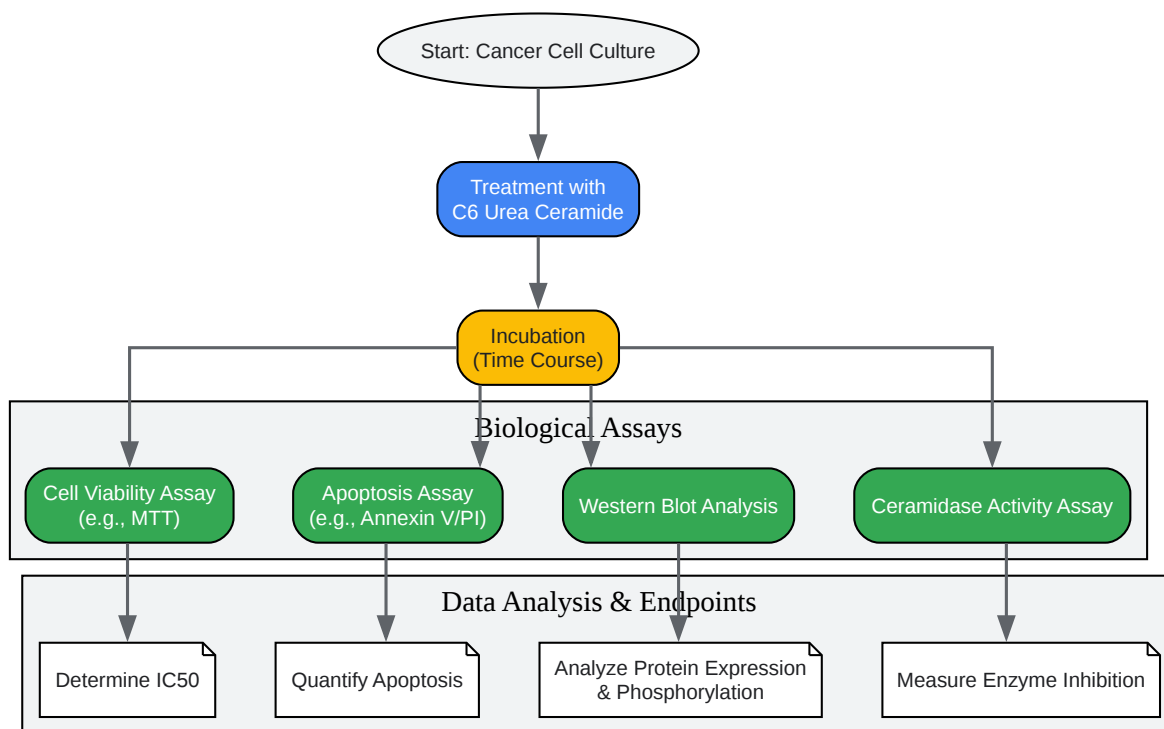 Start: Cancer Cell Culture
Treatment with
C6 Urea Ceramide
Incubation
(Time Course)
Biological Assays
Cell Viability Assay
(e.g., MTT)
Apoptosis Assay
(e.g., Annexin V/PI)
Western Blot Analysis
Ceramidase Activity Assay
Data Analysis & Endpoints
Determine IC50
Quantify Apoptosis
Analyze Protein Expression
& Phosphorylation
Measure Enzyme Inhibition